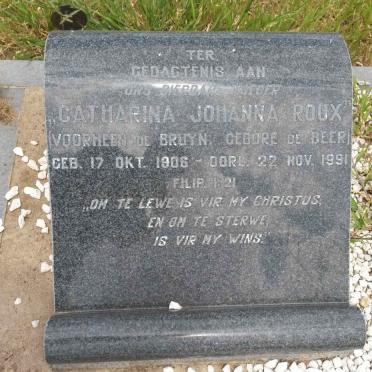 TER
GEDAGTENIS AAN
ONS DIERBARE MOEDER
„CATHARINA JOHANNA ROUX"
(VOORHEEN DE BRUYN, GEBORE DE BEER)
GEB. 17 OKT. 1906 - OORL. 22 NOV. 1991
FILIP. 1:21
„OM TE LEWE IS VIR MY CHRISTUS,
EN OM TE STERWE,
IS VIR MY WINS."